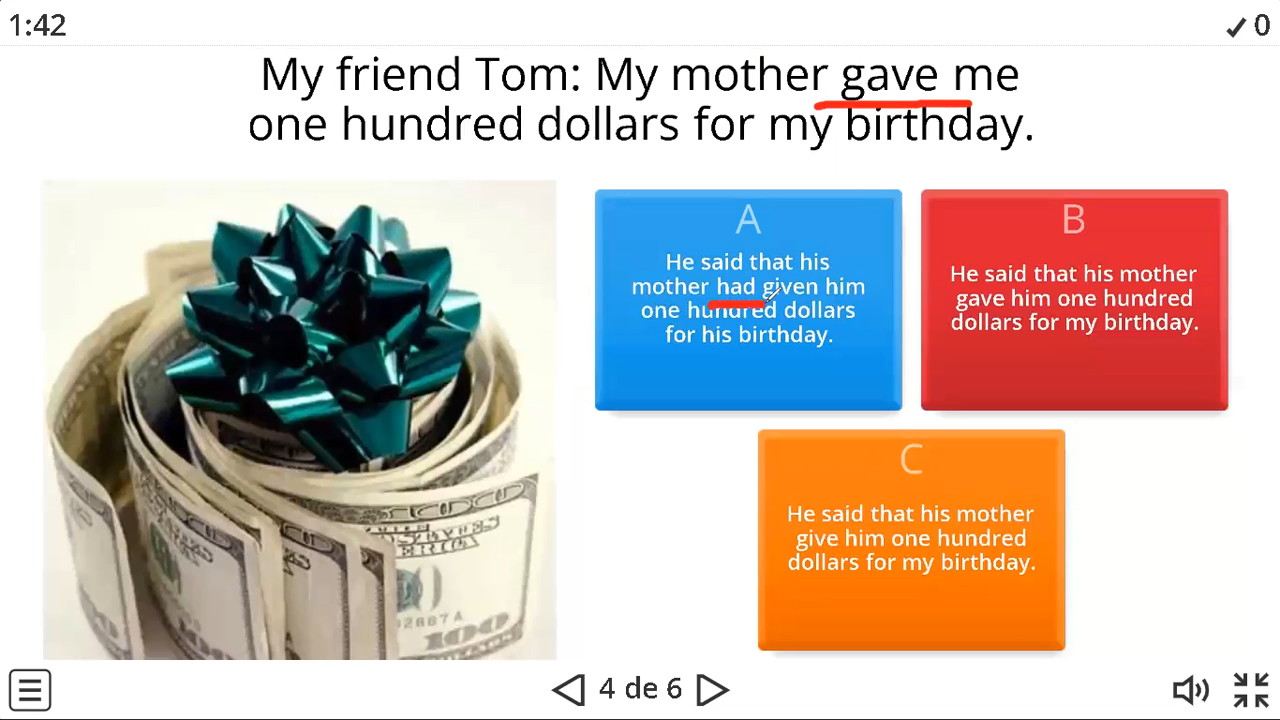 1:42
✓ 0
My friend Tom: My mother gave me
one hundred dollars for my birthday.
A
He said that his
mother had given him
one hundred dollars
for his birthday.
B
He said that his mother
gave him one hundred
dollars for my birthday.
C
He said that his mother
give him one hundred
dollars for my birthday.
100
4 de 6